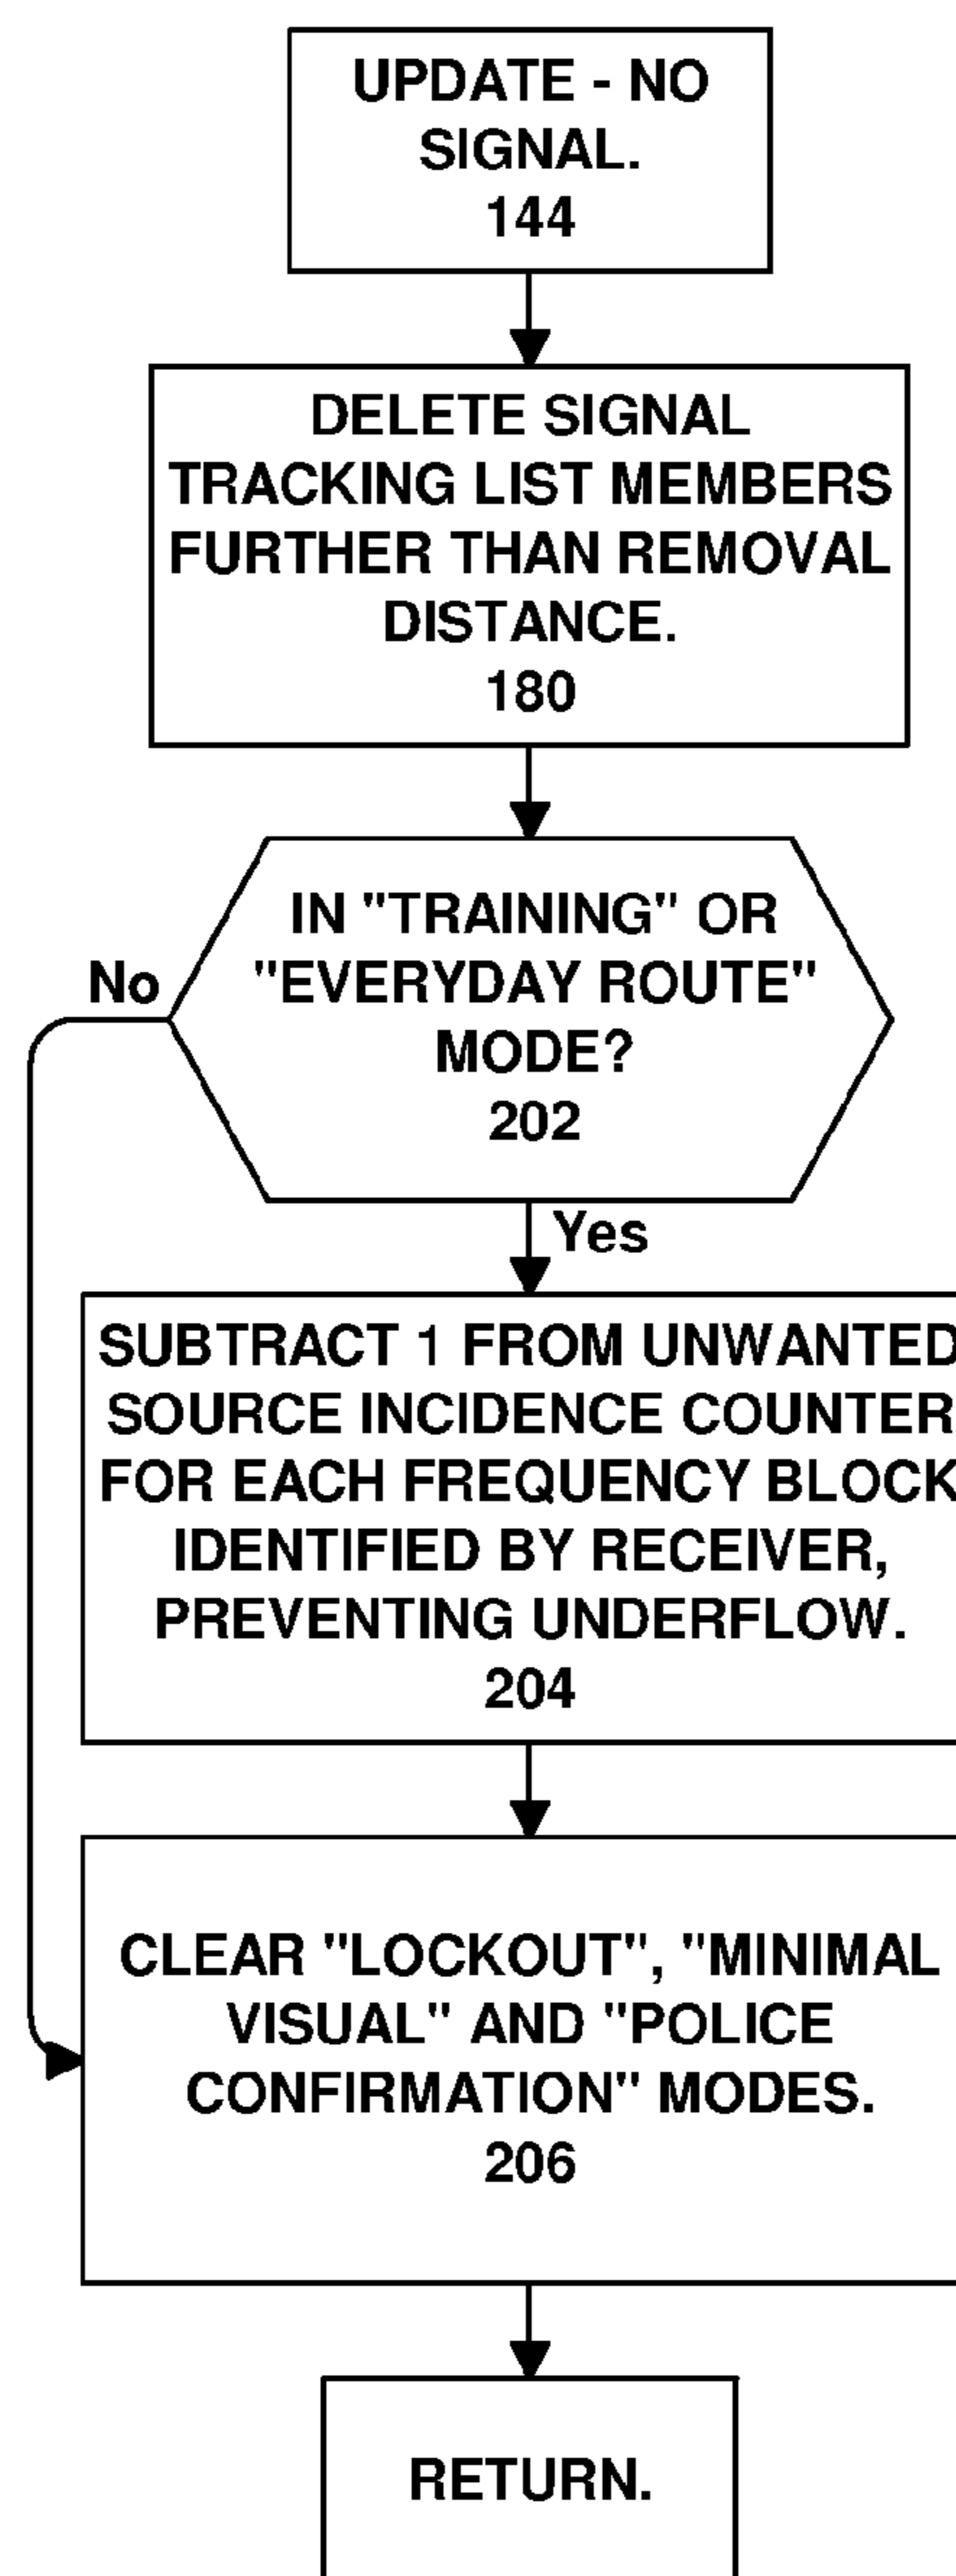 UPDATE - NO
SIGNAL.
144
DELETE SIGNAL
TRACKING LIST MEMBERS
FURTHER THAN REMOVAL
DISTANCE.
180
IN "TRAINING" OR
"EVERYDAY ROUTE"
MODE?
202
No
Yes
SUBTRACT 1 FROM UNWANTED
SOURCE INCIDENCE COUNTER
FOR EACH FREQUENCY BLOCK
IDENTIFIED BY RECEIVER,
PREVENTING UNDERFLOW.
204
CLEAR "LOCKOUT", "MINIMAL
VISUAL" AND "POLICE
CONFIRMATION" MODES.
206
RETURN.